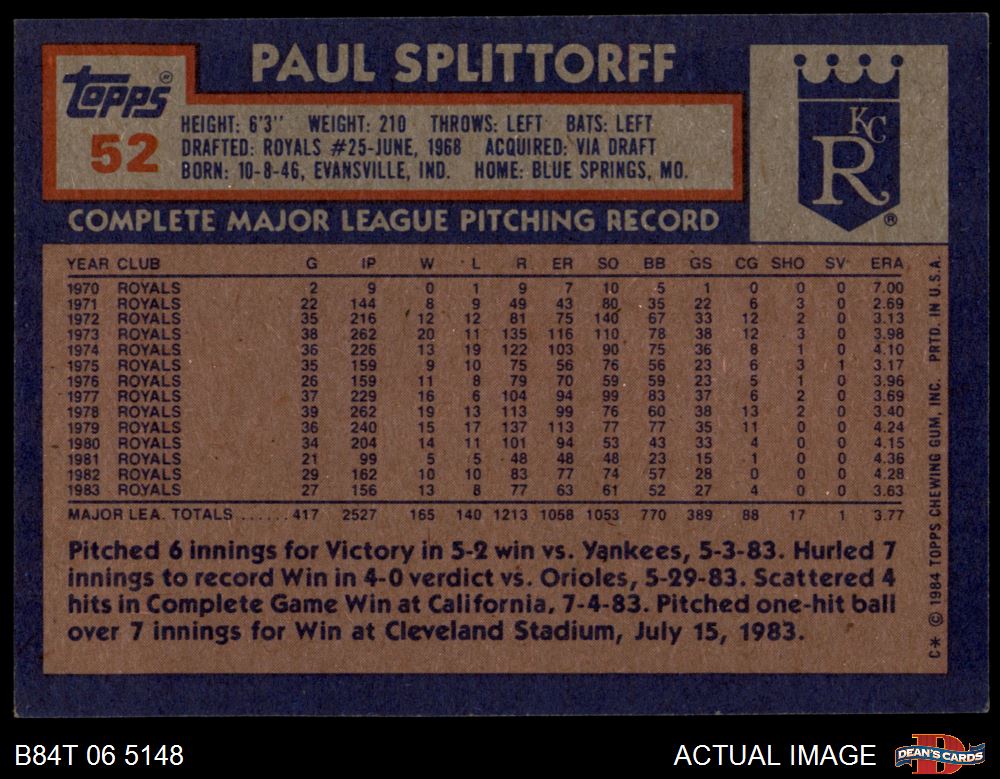 PAUL SPLITTORFF
Topps®
52
HEIGHT: 6'3" WEIGHT: 210 THROWS: LEFT BATS: LEFT
DRAFTED: ROYALS #25-JUNE, 1968 ACQUIRED: VIA DRAFT
BORN: 10-8-46, EVANSVILLE, IND. HOME: BLUE SPRINGS, MO.
KC
R
®
COMPLETE MAJOR LEAGUE PITCHING RECORD
YEAR CLUB G IP W L R ER SO BB GS CG SHO SV ERA
1970 ROYALS 2 9 0 1 9 7 10 5 1 0 0 0 7.00
1971 ROYALS 22 144 8 9 49 43 80 35 22 6 3 0 2.69
1972 ROYALS 35 216 12 12 81 75 140 67 33 12 2 0 3.13
1973 ROYALS 38 262 20 11 135 116 110 78 38 12 3 0 3.98
1974 ROYALS 36 226 13 19 122 103 90 75 36 8 1 0 4.10
1975 ROYALS 35 159 9 10 75 56 76 56 23 6 3 1 3.17
1976 ROYALS 26 159 11 8 79 70 59 59 23 5 1 0 3.96
1977 ROYALS 37 229 16 6 104 94 99 83 37 6 2 0 3.69
1978 ROYALS 39 262 19 13 113 99 76 60 38 13 2 0 3.40
1979 ROYALS 36 240 15 17 137 113 77 77 35 11 0 0 4.24
1980 ROYALS 34 204 14 11 101 94 53 43 33 4 0 0 4.15
1981 ROYALS 21 99 5 5 48 48 48 23 15 1 0 0 4.36
1982 ROYALS 29 162 10 10 83 77 74 57 28 0 0 0 4.28
1983 ROYALS 27 156 13 8 77 63 61 52 27 4 0 0 3.63
MAJOR LEA. TOTALS ...... 417 2527 165 140 1213 1058 1053 770 389 88 17 1 3.77
Pitched 6 innings for Victory in 5-2 win vs. Yankees, 5-3-83. Hurled 7
innings to record Win in 4-0 verdict vs. Orioles, 5-29-83. Scattered 4
hits in Complete Game Win at California, 7-4-83. Pitched one-hit ball
over 7 innings for Win at Cleveland Stadium, July 15, 1983.
C* © 1984 TOPPS CHEWING GUM, INC. PRTD. IN U.S.A.
B84T 06 5148
ACTUAL IMAGE
D
DEAN'S CARDS